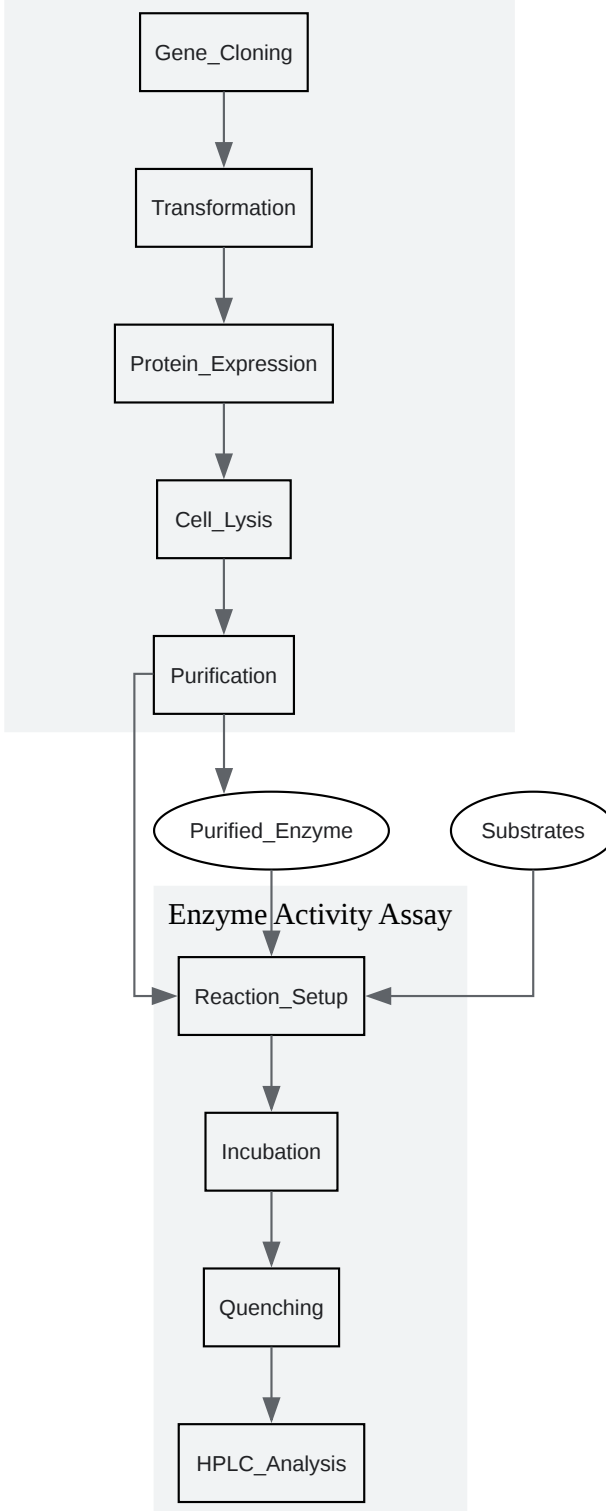 Gene_Cloning
Transformation
Protein_Expression
Cell_Lysis
Purification
Purified_Enzyme
Substrates
Enzyme Activity Assay
Reaction_Setup
Incubation
Quenching
HPLC_Analysis